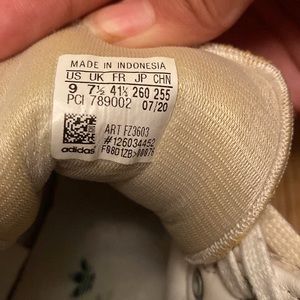 MADE IN INDONESIA
US UK FR JP CHN
9 7½ 41⅓ 260 255
PCI 789002 07/20
ART FZ3603
#126034452
adidas